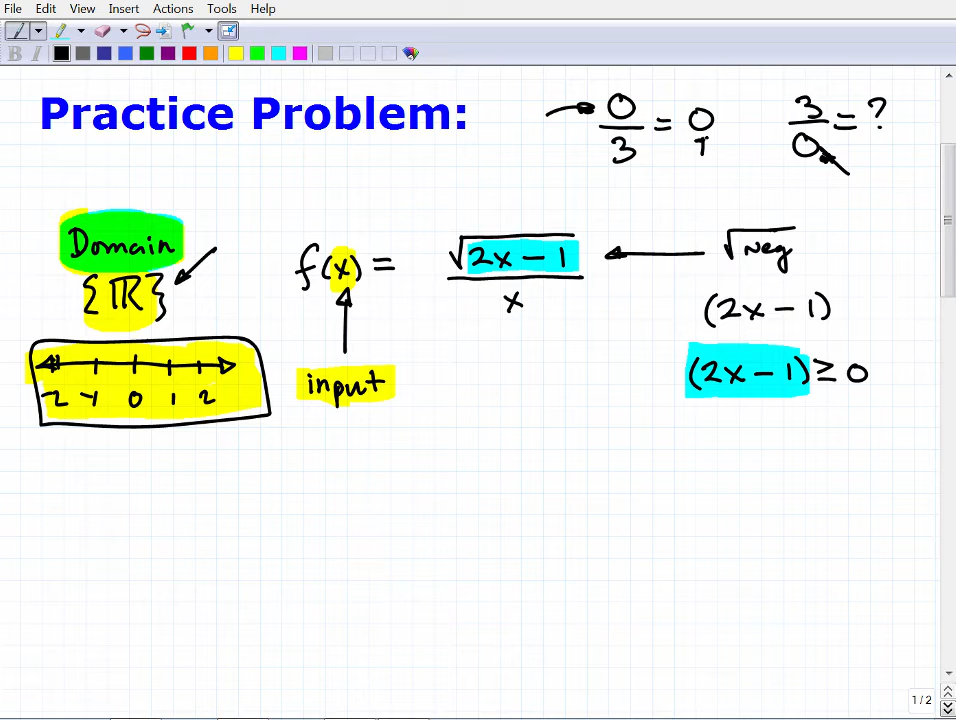 File Edit View Insert Actions Tools Help
B I
Practice Problem:
0/3 = 0
3/0 = ?
Domain
{ℝ}
-2 -1 0 1 2
f(x) = √(2x - 1) / x
input
√neg
(2x - 1)
(2x - 1) ≥ 0
1 / 2